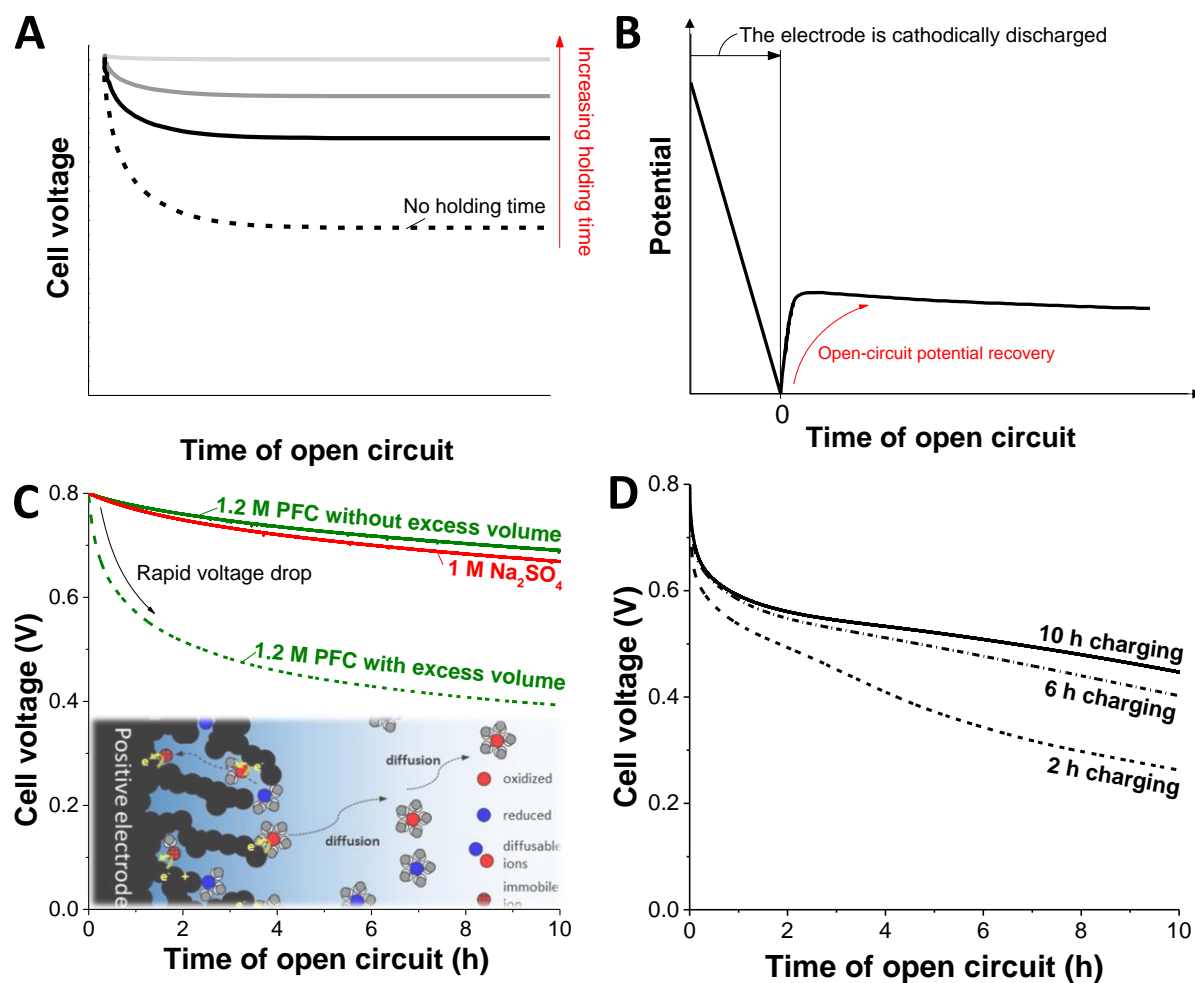 A
Cell voltage
No holding time
Increasing holding time
Time of open circuit
B
The electrode is cathodically discharged
Potential
Open-circuit potential recovery
0
Time of open circuit
C
0.8
0.6
0.4
0.2
0.0
Cell voltage (V)
1.2 M PFC without excess volume
1 M Na₂SO₄
Rapid voltage drop
1.2 M PFC with excess volume
Positive electrode
e⁻
e⁻
e⁻
e⁻
e⁻
+
diffusion
diffusion
oxidized
reduced
diffusable
ions
immobile
ion
0 2 4 6 8 10
Time of open circuit (h)
D
0.8
0.6
0.4
0.2
0.0
Cell voltage (V)
10 h charging
6 h charging
2 h charging
0 2 4 6 8 10
Time of open circuit (h)